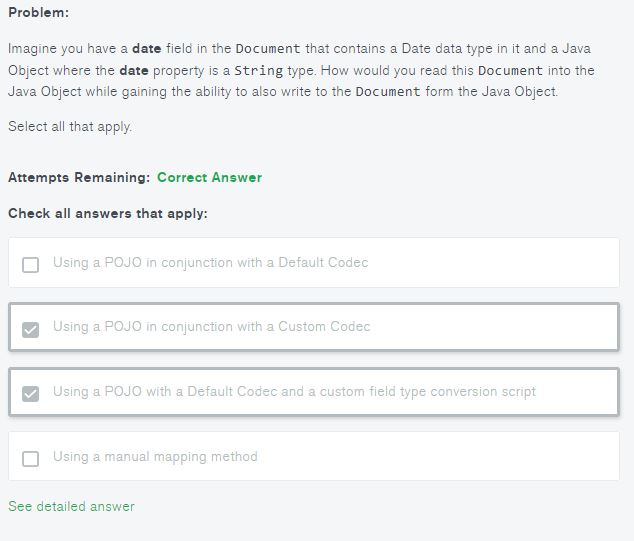 Problem:
Imagine you have a date field in the Document that contains a Date data type in it and a Java
Object where the date property is a String type. How would you read this Document into the
Java Object while gaining the ability to also write to the Document form the Java Object.
Select all that apply.
Attempts Remaining: Correct Answer
Check all answers that apply:
Using a POJO in conjunction with a Default Codec
Using a POJO in conjunction with a Custom Codec
Using a POJO with a Default Codec and a custom field type conversion script
Using a manual mapping method
See detailed answer